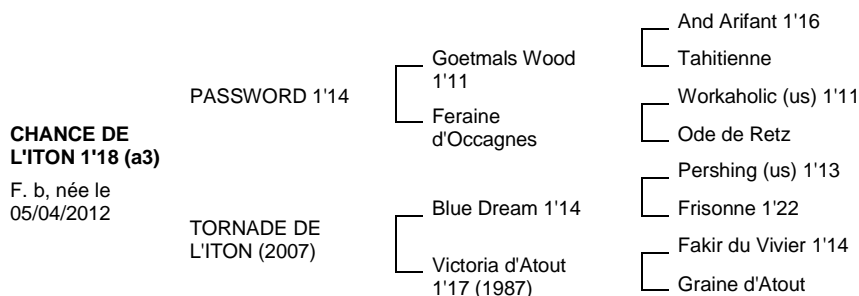 CHANCE DE
L'ITON 1'18 (a3)
F. b, née le
05/04/2012
PASSWORD 1'14
TORNADE DE
L'ITON (2007)
Goetmals Wood
1'11
Feraine
d'Occagnes
Blue Dream 1'14
Victoria d'Atout
1'17 (1987)
And Arifant 1'16
Tahitienne
Workaholic (us) 1'11
Ode de Retz
Pershing (us) 1'13
Frisonne 1'22
Fakir du Vivier 1'14
Graine d'Atout